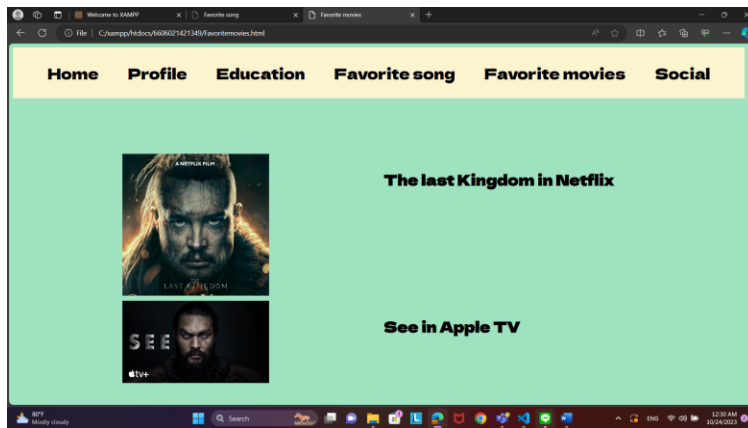 Welcome to XAMPP
Favorite song
Favorite movies
File
C:/xampp/htdocs/6606021421349/Favoritemovies.html
Home Profile Education Favorite song Favorite movies Social
A NETFLIX FILM
The last Kingdom in Netflix
LAST KINGDOM
See in Apple TV
SEE
tv+
80°F
Mostly cloudy
Search
ENG
12:30 AM
10/24/2023